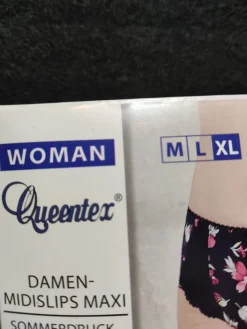 WOMAN
M L XL
Queentex®
DAMEN-
MIDISLIPS MAXI
SOMMERDRUCK